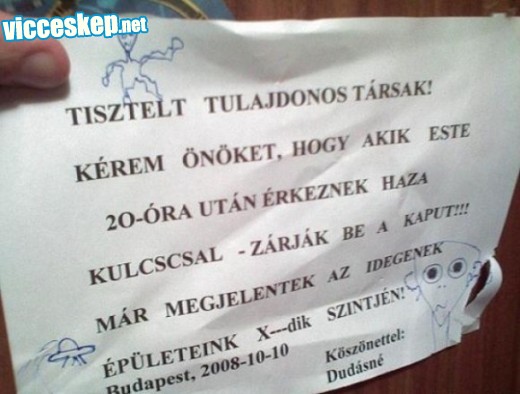 vicceskep.net
TISZTELT TULAJDONOS TÁRSAK!
KÉREM ÖNÖKET, HOGY AKIK ESTE
2O-ÓRA UTÁN ÉRKEZNEK HAZA
KULCSCSAL - ZÁRJÁK BE A KAPUT!!!
MÁR MEGJELENTEK AZ IDEGENEK
ÉPÜLETEINK X---dik SZINTJÉN!
Budapest, 2008-10-10
Köszönettel:
Dudásné